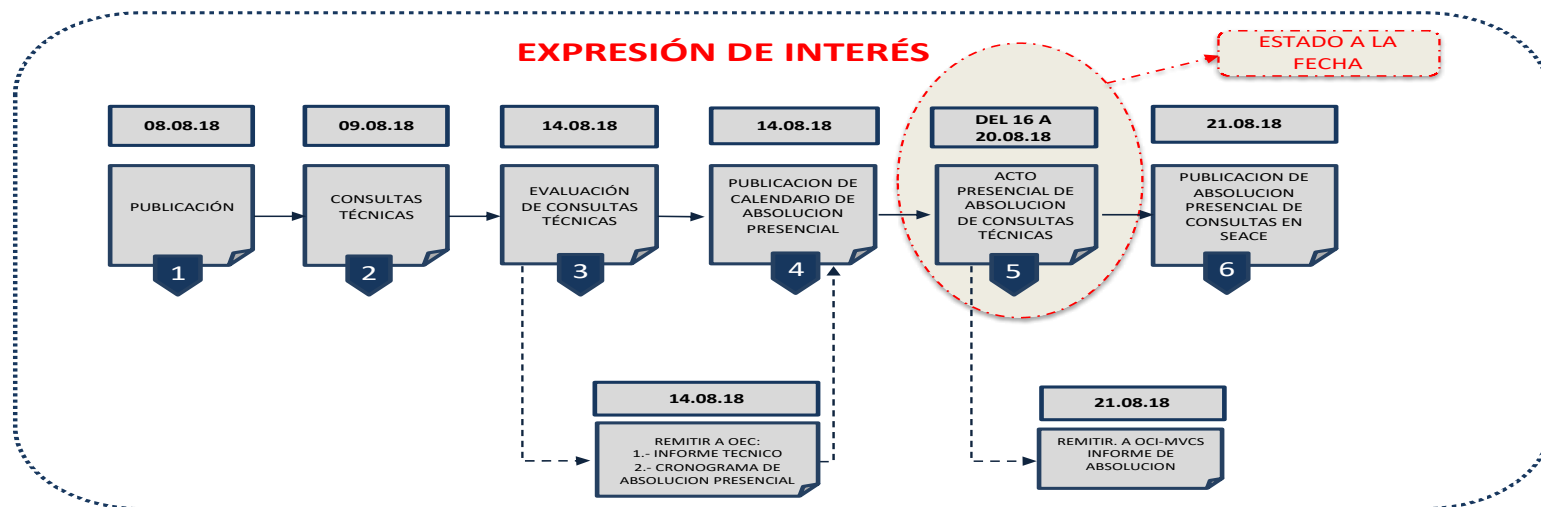 EXPRESIÓN DE INTERÉS
ESTADO A LA
FECHA
08.08.18
09.08.18
14.08.18
14.08.18
DEL 16 A
20.08.18
21.08.18
PUBLICACIÓN
1
CONSULTAS
TÉCNICAS
2
EVALUACIÓN
DE CONSULTAS
TÉCNICAS
3
PUBLICACION DE
CALENDARIO DE
ABSOLUCION
PRESENCIAL
4
ACTO
PRESENCIAL DE
ABSOLUCION
DE CONSULTAS
TÉCNICAS
5
PUBLICACION DE
ABSOLUCION
PRESENCIAL DE
CONSULTAS EN
SEACE
6
14.08.18
REMITIR A OEC:
1.- INFORME TECNICO
2.- CRONOGRAMA DE
ABSOLUCION PRESENCIAL
21.08.18
REMITIR. A OCI-MVCS
INFORME DE
ABSOLUCION